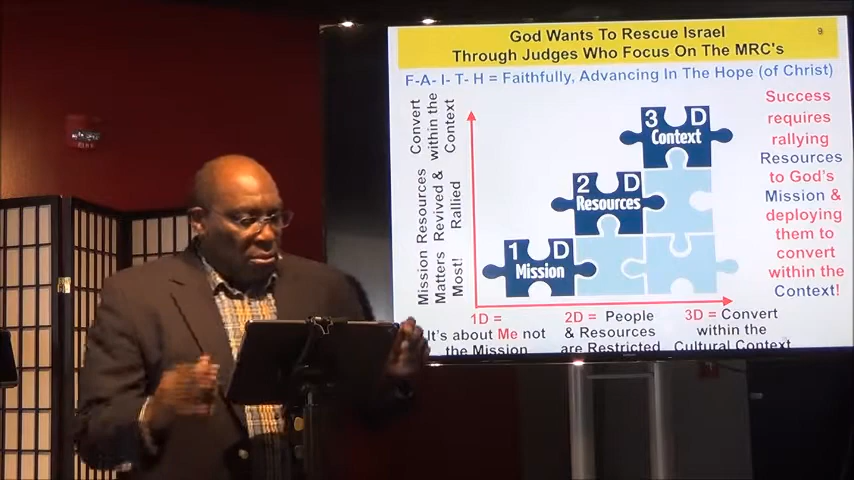 God Wants To Rescue Israel
9
Through Judges Who Focus On The MRC's
F-A- I- T- H = Faithfully, Advancing In The Hope (of Christ)
Convert
within the
Context
Resources
Revived &
Rallied
Mission
Matters
Most!
3 D
Context
2 D
Resources
1 D
Mission
Success
requires
rallying
Resources
to God's
Mission &
deploying
them to
convert
within the
Context!
1D =
It's about Me not
the Mission
2D = People
& Resources
are Restricted
3D = Convert
within the
Cultural Context